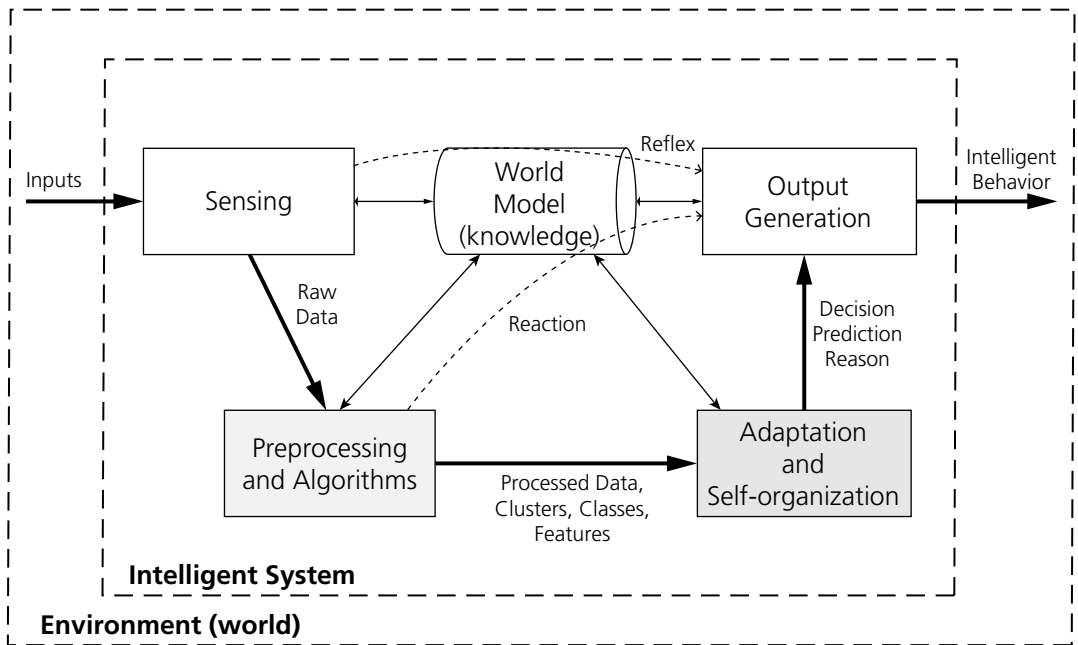 Reflex
Inputs
Sensing
World
Model
(knowledge)
Output
Generation
Intelligent
Behavior
Raw
Data
Reaction
Decision
Prediction
Reason
Preprocessing
and Algorithms
Processed Data,
Clusters, Classes,
Features
Adaptation
and
Self-organization
Intelligent System
Environment (world)